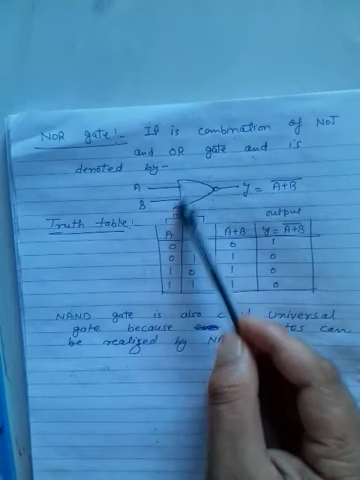 NOR gate:- It is combination of NOT
and OR gate and is
denoted by-
A
y = \overline{A+B}
B
output
Truth table:-
A A+B y = \overline{A+B}
0 0 1
0 1 1 0
1 0 1 0
1 1 1 0
NAND gate is also universal
gate because can
be realized by